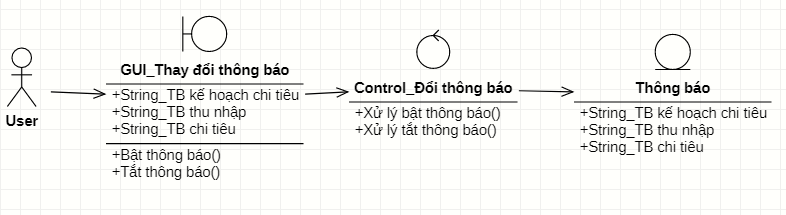 User
GUI_Thay đổi thông báo
+String_TB kế hoạch chi tiêu
+String_TB thu nhập
+String_TB chi tiêu
+Bật thông báo()
+Tắt thông báo()
Control_Đổi thông báo
+Xử lý bật thông báo()
+Xử lý tắt thông báo()
Thông báo
+String_TB kế hoạch chi tiêu
+String_TB thu nhập
+String_TB chi tiêu